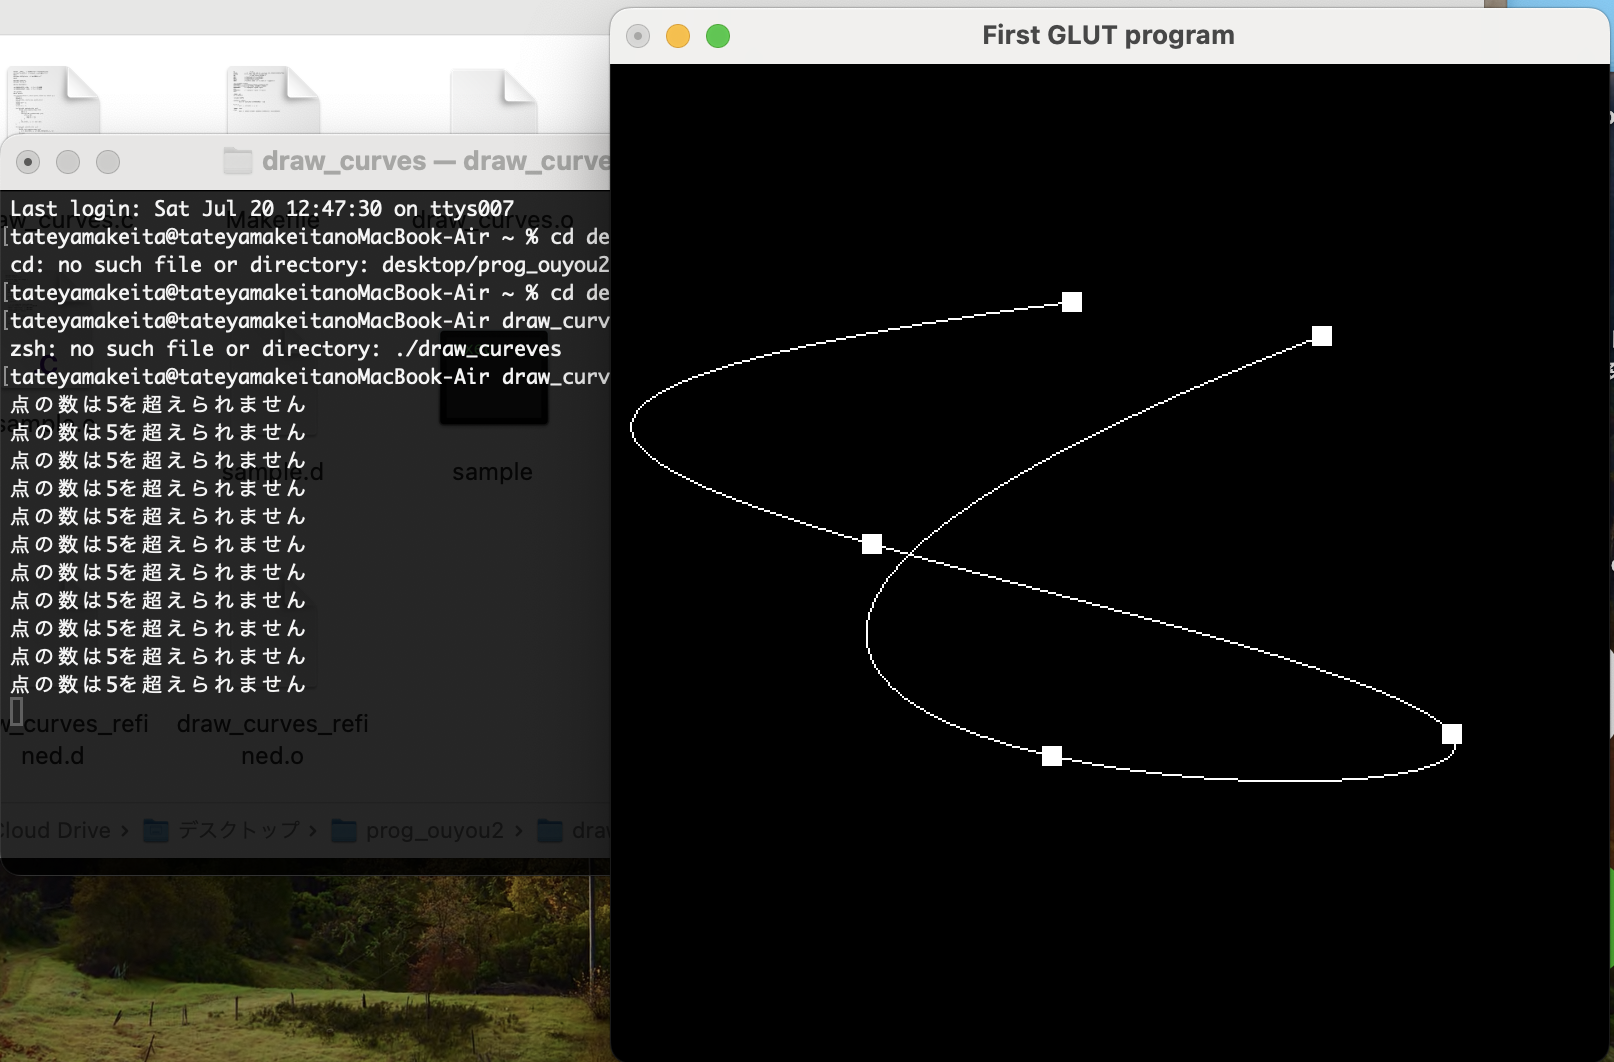 First GLUT program
draw_curves — draw_curve
Last login: Sat Jul 20 12:47:30 on ttys007
[tateyamakeita@tateyamakeitanoMacBook-Air ~ % cd de
cd: no such file or directory: desktop/prog_ouyou2
[tateyamakeita@tateyamakeitanoMacBook-Air ~ % cd de
[tateyamakeita@tateyamakeitanoMacBook-Air draw_curv
zsh: no such file or directory: ./draw_cureves
[tateyamakeita@tateyamakeitanoMacBook-Air draw_curv
点の数は5を超えられません
点の数は5を超えられません
点の数は5を超えられません
点の数は5を超えられません
点の数は5を超えられません
点の数は5を超えられません
点の数は5を超えられません
点の数は5を超えられません
点の数は5を超えられません
点の数は5を超えられません
点の数は5を超えられません
Makefile
draw_curves.o
sample.d
sample
w_curves_refi
ned.d
draw_curves_refi
ned.o
Cloud Drive › デスクトップ › prog_ouyou2 › draw